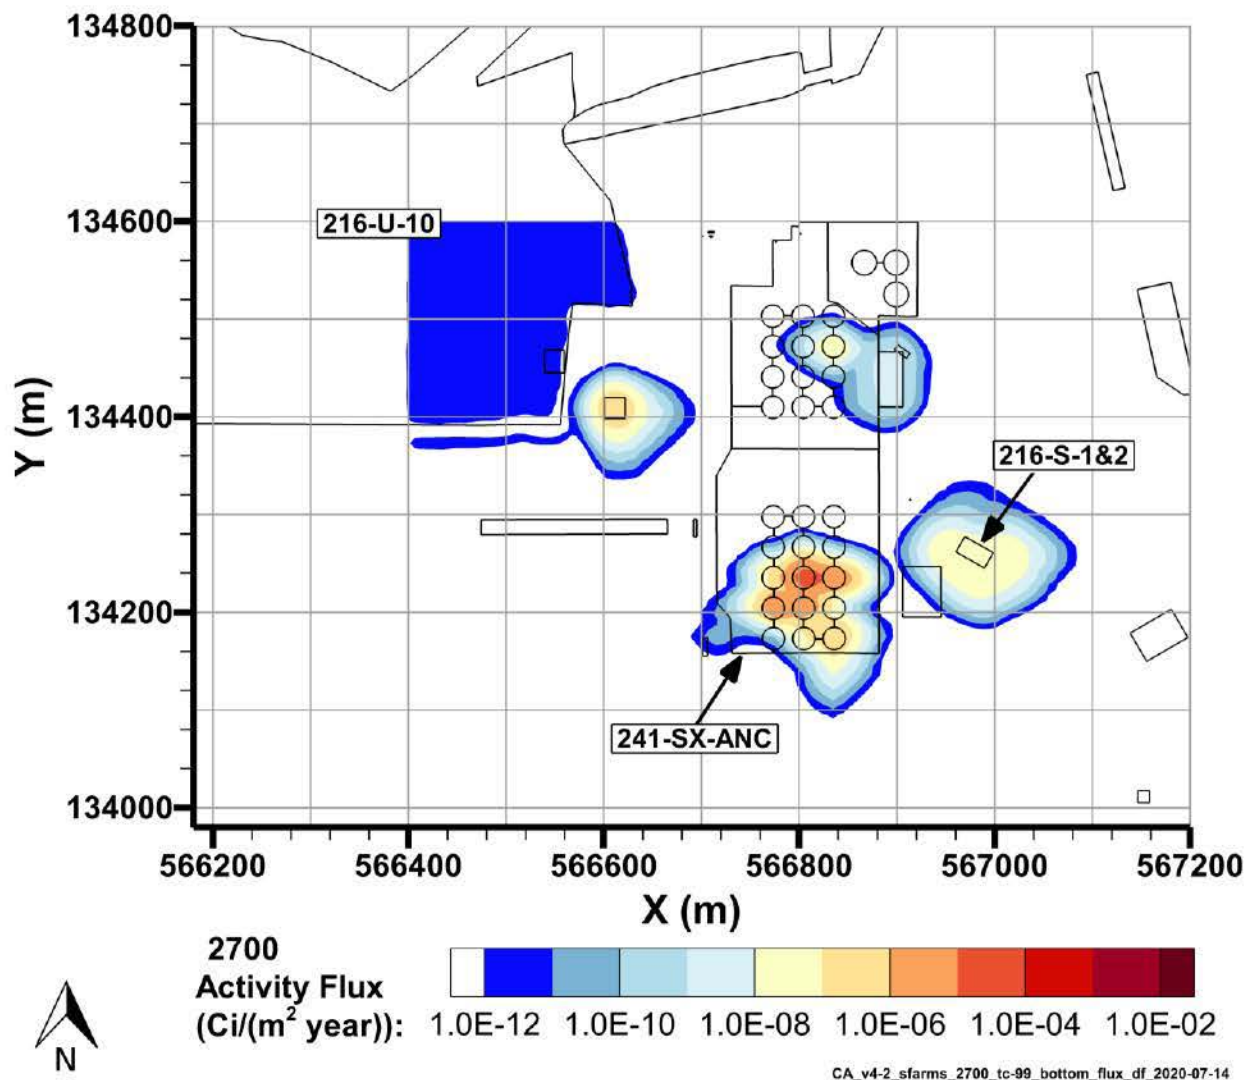 134800
134600
134400
134200
134000
Y (m)
216-U-10
216-S-1&2
241-SX-ANC
566200 566400 566600 566800 567000 567200
X (m)
2700
Activity Flux
(Ci/(m² year)):
1.0E-12 1.0E-10 1.0E-08 1.0E-06 1.0E-04 1.0E-02
N
CA_v4-2_sfarms_2700_tc-99_bottom_flux_df_2020-07-14